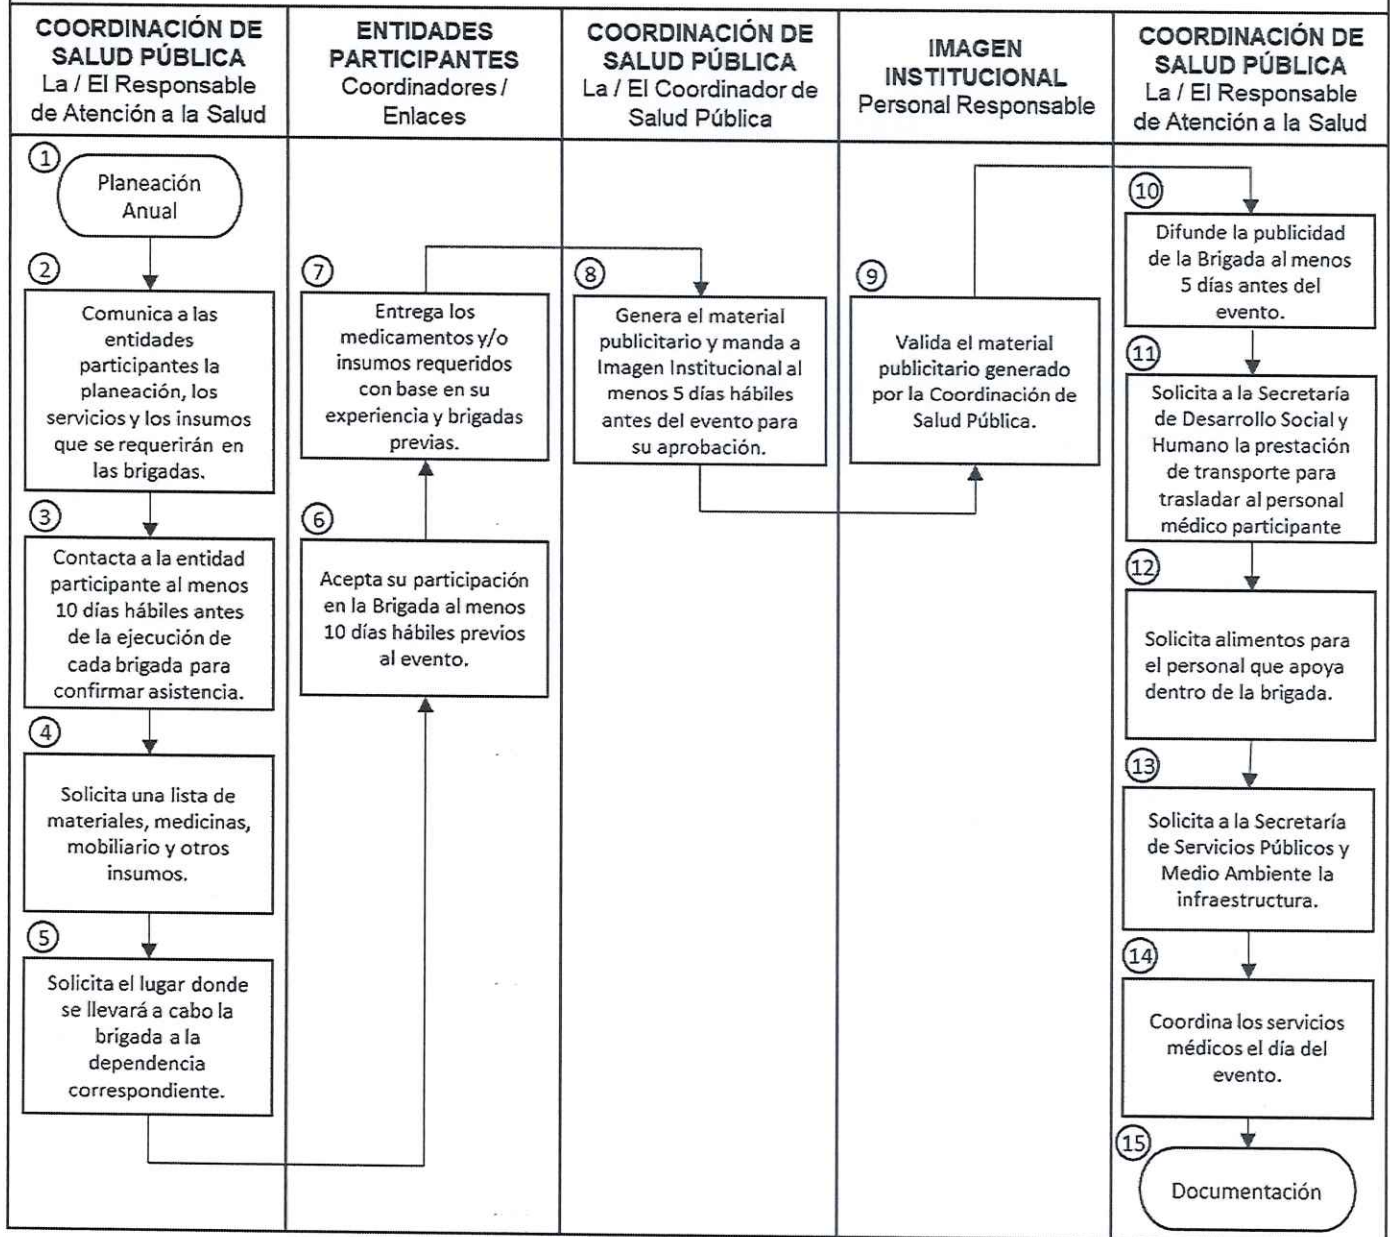 COORDINACIÓN DE
SALUD PÚBLICA
La / El Responsable
de Atención a la Salud
ENTIDADES
PARTICIPANTES
Coordinadores /
Enlaces
COORDINACIÓN DE
SALUD PÚBLICA
La / El Coordinador de
Salud Pública
IMAGEN
INSTITUCIONAL
Personal Responsable
COORDINACIÓN DE
SALUD PÚBLICA
La / El Responsable
de Atención a la Salud
1
Planeación
Anual
2
Comunica a las
entidades
participantes la
planeación, los
servicios y los insumos
que se requerirán en
las brigadas.
3
Contacta a la entidad
participante al menos
10 días hábiles antes
de la ejecución de
cada brigada para
confirmar asistencia.
4
Solicita una lista de
materiales, medicinas,
mobiliario y otros
insumos.
5
Solicita el lugar donde
se llevará a cabo la
brigada a la
dependencia
correspondiente.
6
Acepta su participación
en la Brigada al menos
10 días hábiles previos
al evento.
7
Entrega los
medicamentos y/o
insumos requeridos
con base en su
experiencia y brigadas
previas.
8
Genera el material
publicitario y manda a
Imagen Institucional al
menos 5 días hábiles
antes del evento para
su aprobación.
9
Valida el material
publicitario generado
por la Coordinación de
Salud Pública.
10
Difunde la publicidad
de la Brigada al menos
5 días antes del
evento.
11
Solicita a la Secretaría
de Desarrollo Social y
Humano la prestación
de transporte para
trasladar al personal
médico participante
12
Solicita alimentos para
el personal que apoya
dentro de la brigada.
13
Solicita a la Secretaría
de Servicios Públicos y
Medio Ambiente la
infraestructura.
14
Coordina los servicios
médicos el día del
evento.
15
Documentación